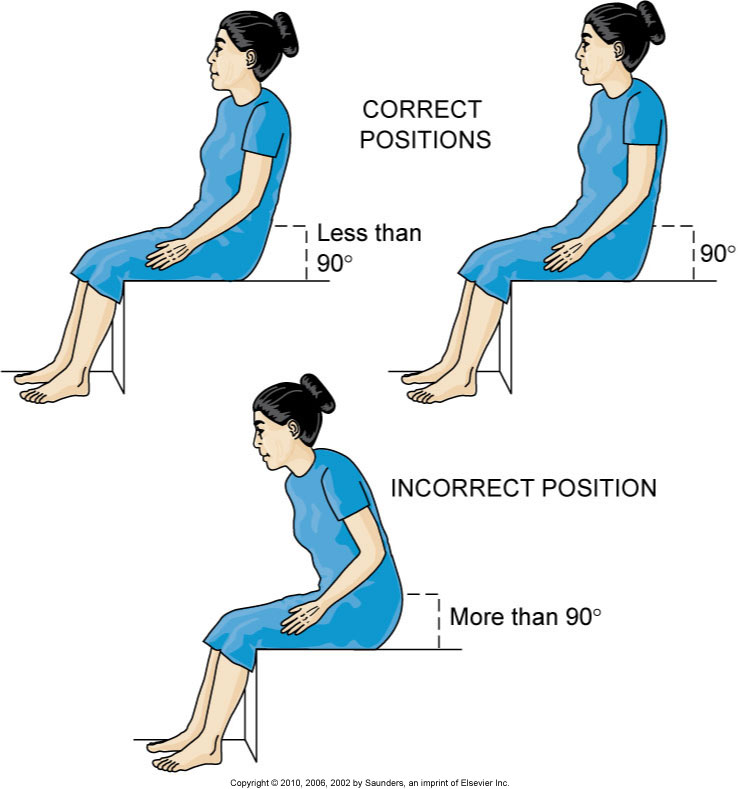 CORRECT
POSITIONS
Less than
90°
90°
INCORRECT POSITION
More than 90°
Copyright © 2010, 2006, 2002 by Saunders, an imprint of Elsevier Inc.